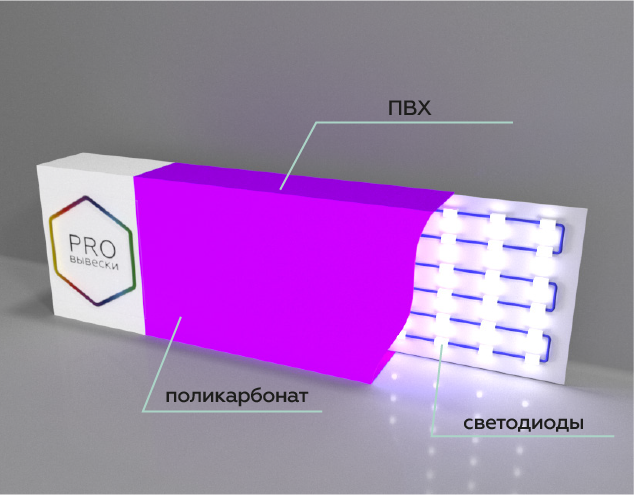 ПВХ
PRO
вывески
поликарбонат
светодиоды